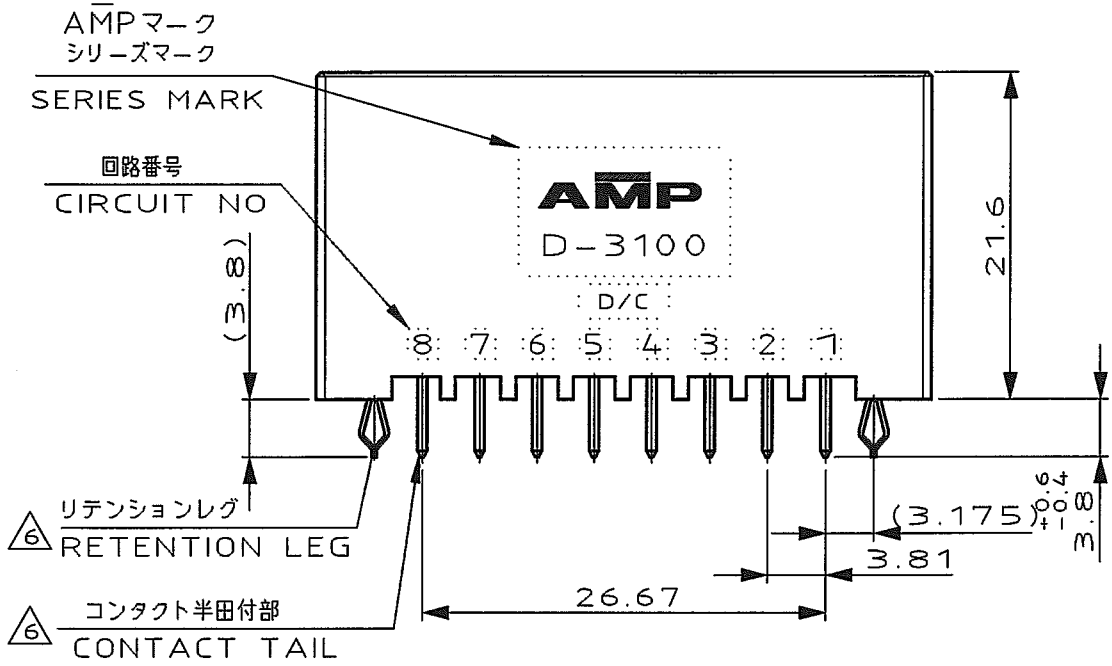 AMPマーク
シリーズマーク
SERIES MARK
回路番号
CIRCUIT NO
(3.8)
AMP
D-3100
D/C
8 7 6 5 4 3 2 1
21.6
リテンションレグ
6 RETENTION LEG
コンタクト半田付部
6 CONTACT TAIL
(3.175)
3.8 +0.6 -0.4
3.81
26.67